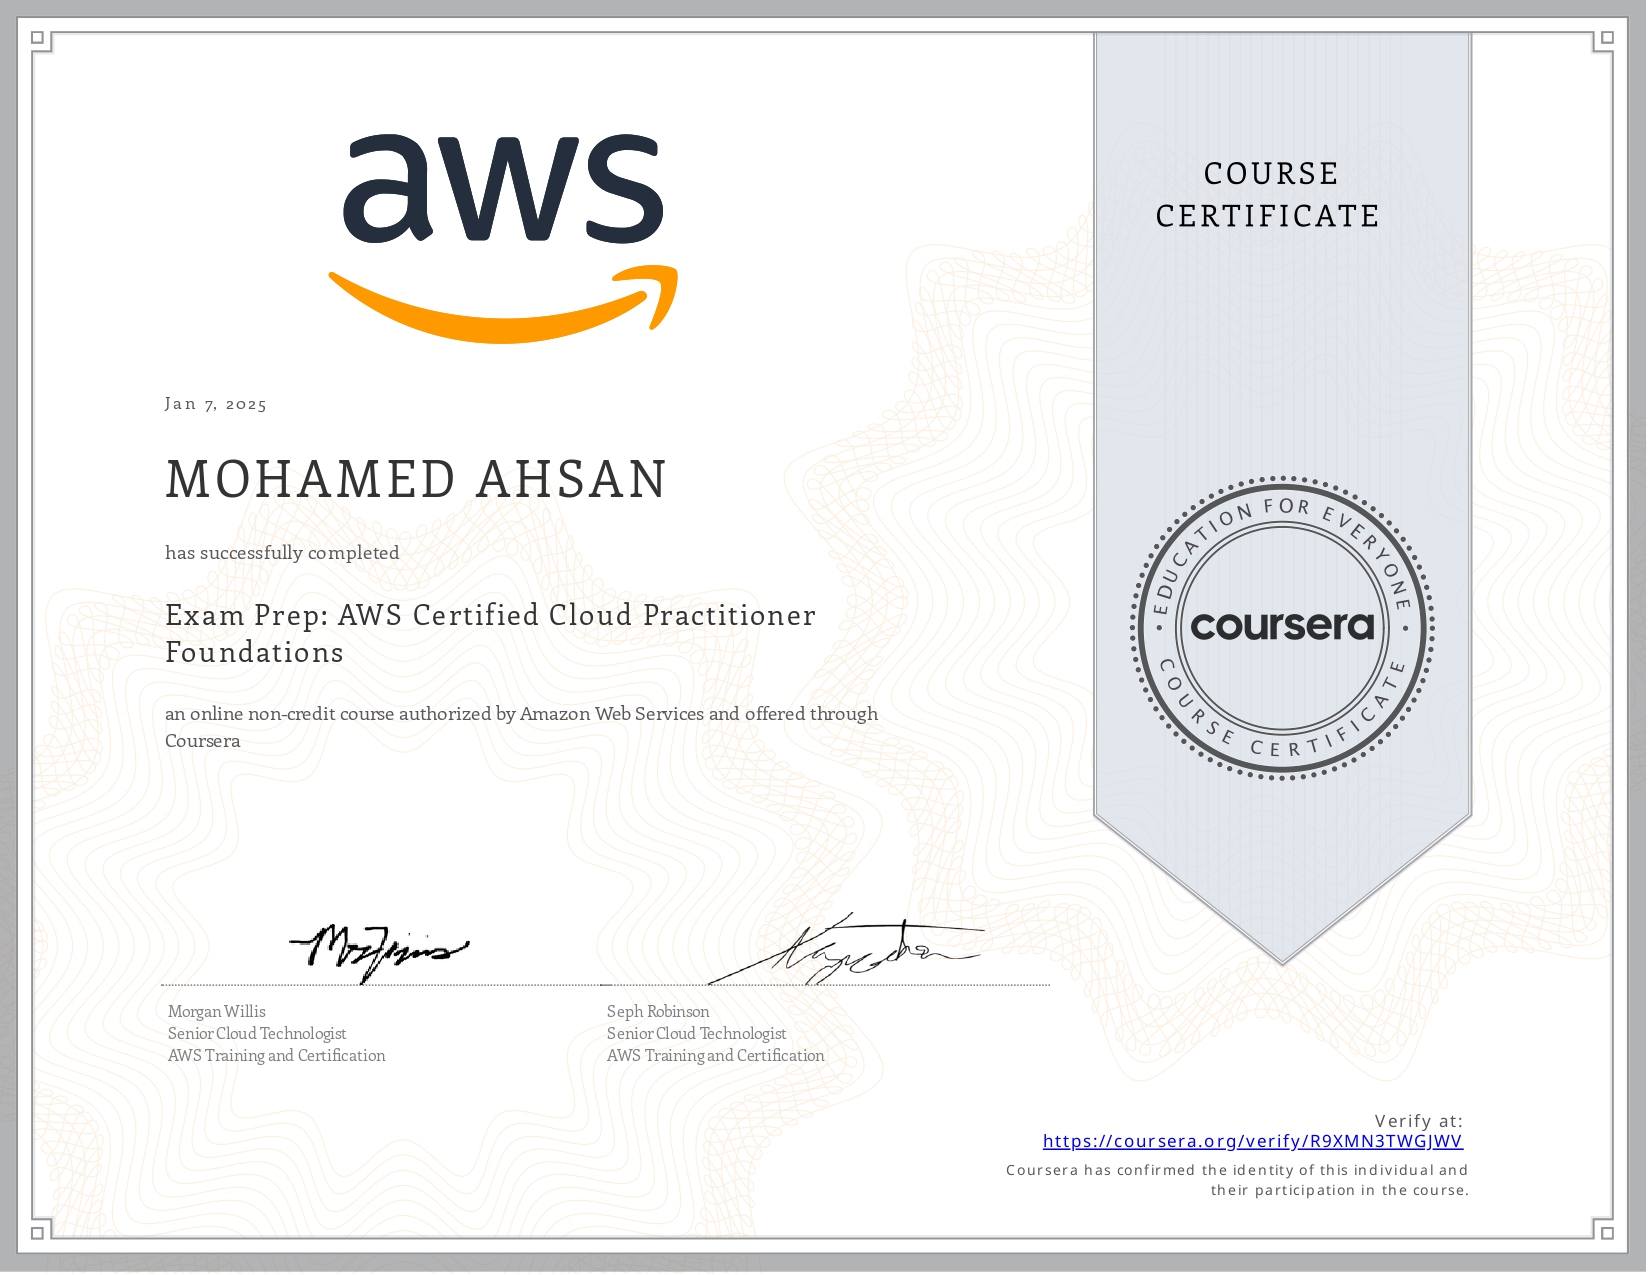 aws
COURSE
CERTIFICATE
Jan 7, 2025
MOHAMED AHSAN
has successfully completed
Exam Prep: AWS Certified Cloud Practitioner
Foundations
an online non-credit course authorized by Amazon Web Services and offered through
Coursera
• EDUCATION FOR EVERYONE •
coursera
COURSE CERTIFICATE
Morgan Willis
Senior Cloud Technologist
AWS Training and Certification
Seph Robinson
Senior Cloud Technologist
AWS Training and Certification
Verify at:
https://coursera.org/verify/R9XMN3TWGJWV
Coursera has confirmed the identity of this individual and
their participation in the course.